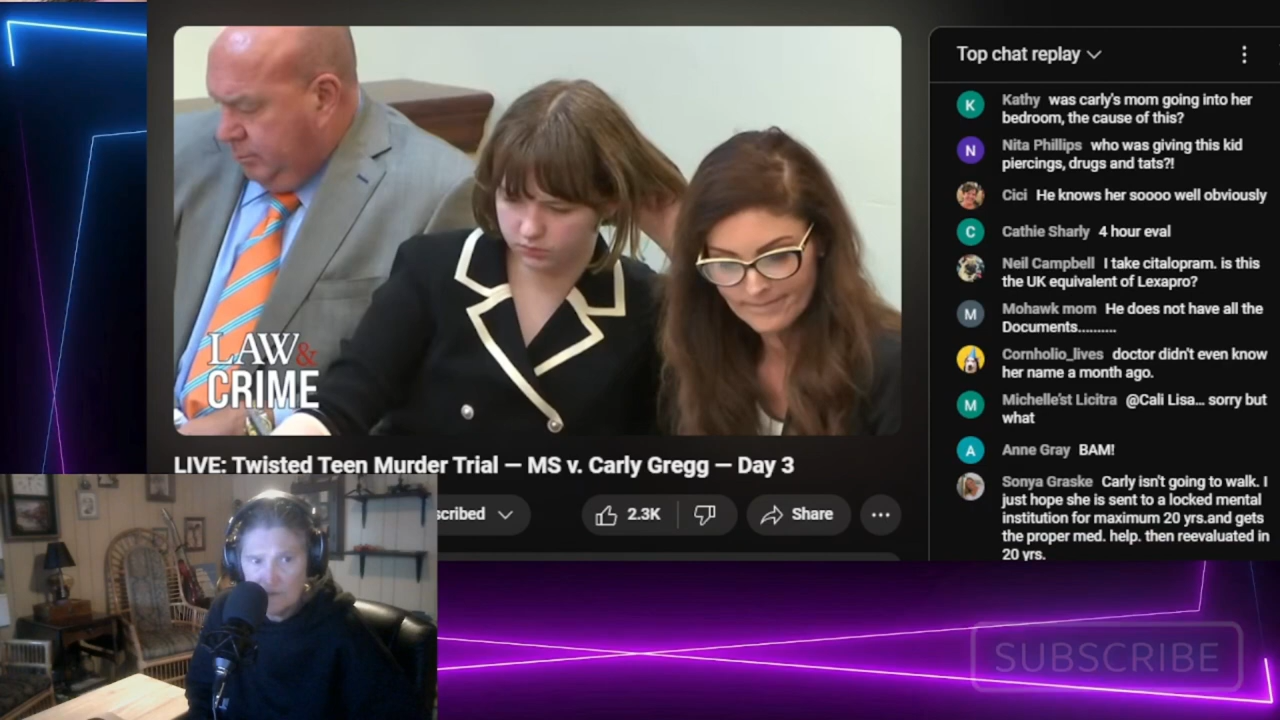 LAW&
CRIME
LIVE: Twisted Teen Murder Trial — MS v. Carly Gregg — Day 3
scribed
2.3K
Share
Top chat replay
K Kathy was carly's mom going into her
bedroom, the cause of this?
N Nita Phillips who was giving this kid
piercings, drugs and tats?!
Cici He knows her soooo well obviously
C Cathie Sharly 4 hour eval
Neil Campbell I take citalopram. is this
the UK equivalent of Lexapro?
M Mohawk mom He does not have all the
Documents..........
Cornholio_lives doctor didn't even know
her name a month ago.
M Michelle'st Licitra @Cali Lisa... sorry but
what
A Anne Gray BAM!
Sonya Graske Carly isn't going to walk. I
just hope she is sent to a locked mental
institution for maximum 20 yrs.and gets
the proper med. help. then reevaluated in
20 yrs.
SUBSCRIBE